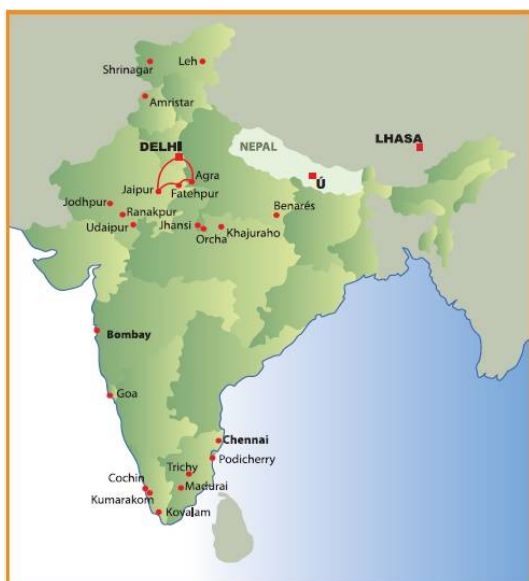 Shrinagar
Leh
Amristar
DELHI
NEPAL
LHASA
Ú
Agra
Jaipur
Fatehpur
Jodhpur
Ranakpur
Benarés
Udaipur
Jhansi
Orcha
Khajuraho
Bombay
Goa
Chennai
Podicherry
Trichy
Cochin
Madurai
Kumarakom
Kovalam